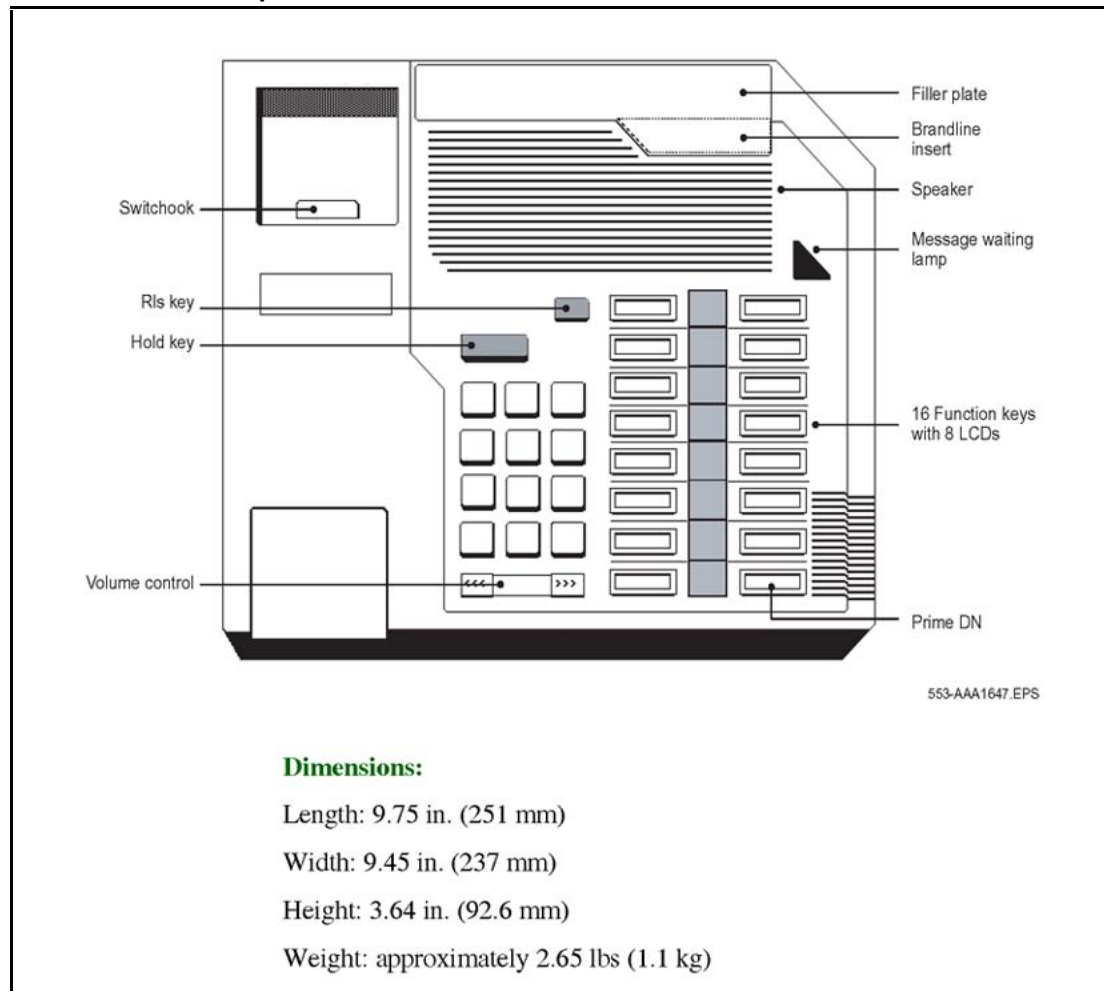 Filler plate
Brandline
insert
Speaker
Switchook
Message waiting
lamp
Rls key
Hold key
16 Function keys
with 8 LCDs
<<<
>>>
Volume control
Prime DN
553-AAA1647.EPS
Dimensions:
Length: 9.75 in. (251 mm)
Width: 9.45 in. (237 mm)
Height: 3.64 in. (92.6 mm)
Weight: approximately 2.65 lbs (1.1 kg)